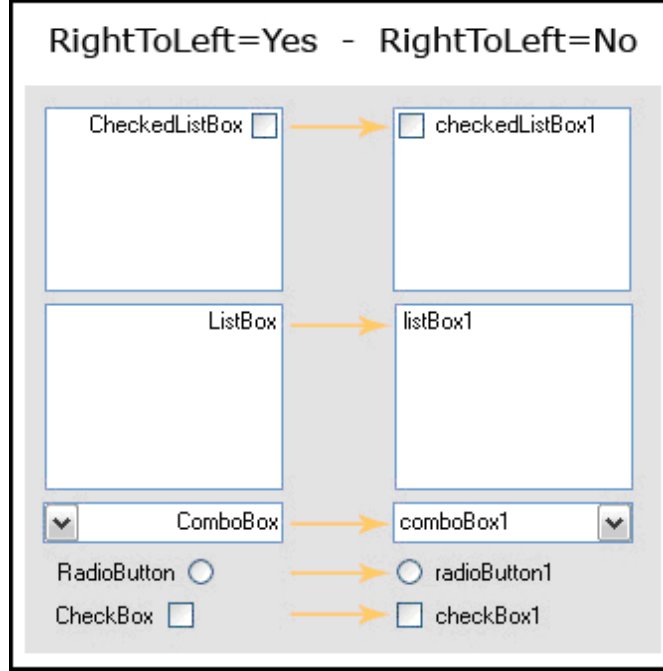 RightToLeft=Yes - RightToLeft=No
CheckedListBox checkedListBox1
ListBox listBox1
ComboBox comboBox1
RadioButton radioButton1
CheckBox checkBox1